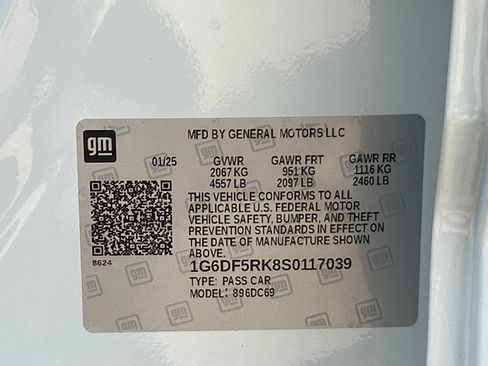 gm
MFD BY GENERAL MOTORS LLC
01/25 GVWR GAWR FRT GAWR RR
2067 KG 951 KG 1116 KG
4557 LB 2097 LB 2460 LB
THIS VEHICLE CONFORMS TO ALL
APPLICABLE U.S. FEDERAL MOTOR
VEHICLE SAFETY, BUMPER, AND THEFT
PREVENTION STANDARDS IN EFFECT ON
THE DATE OF MANUFACTURE SHOWN
ABOVE.
8624
1G6DF5RK8S0117039
TYPE: PASS CAR
MODEL: 896DC69